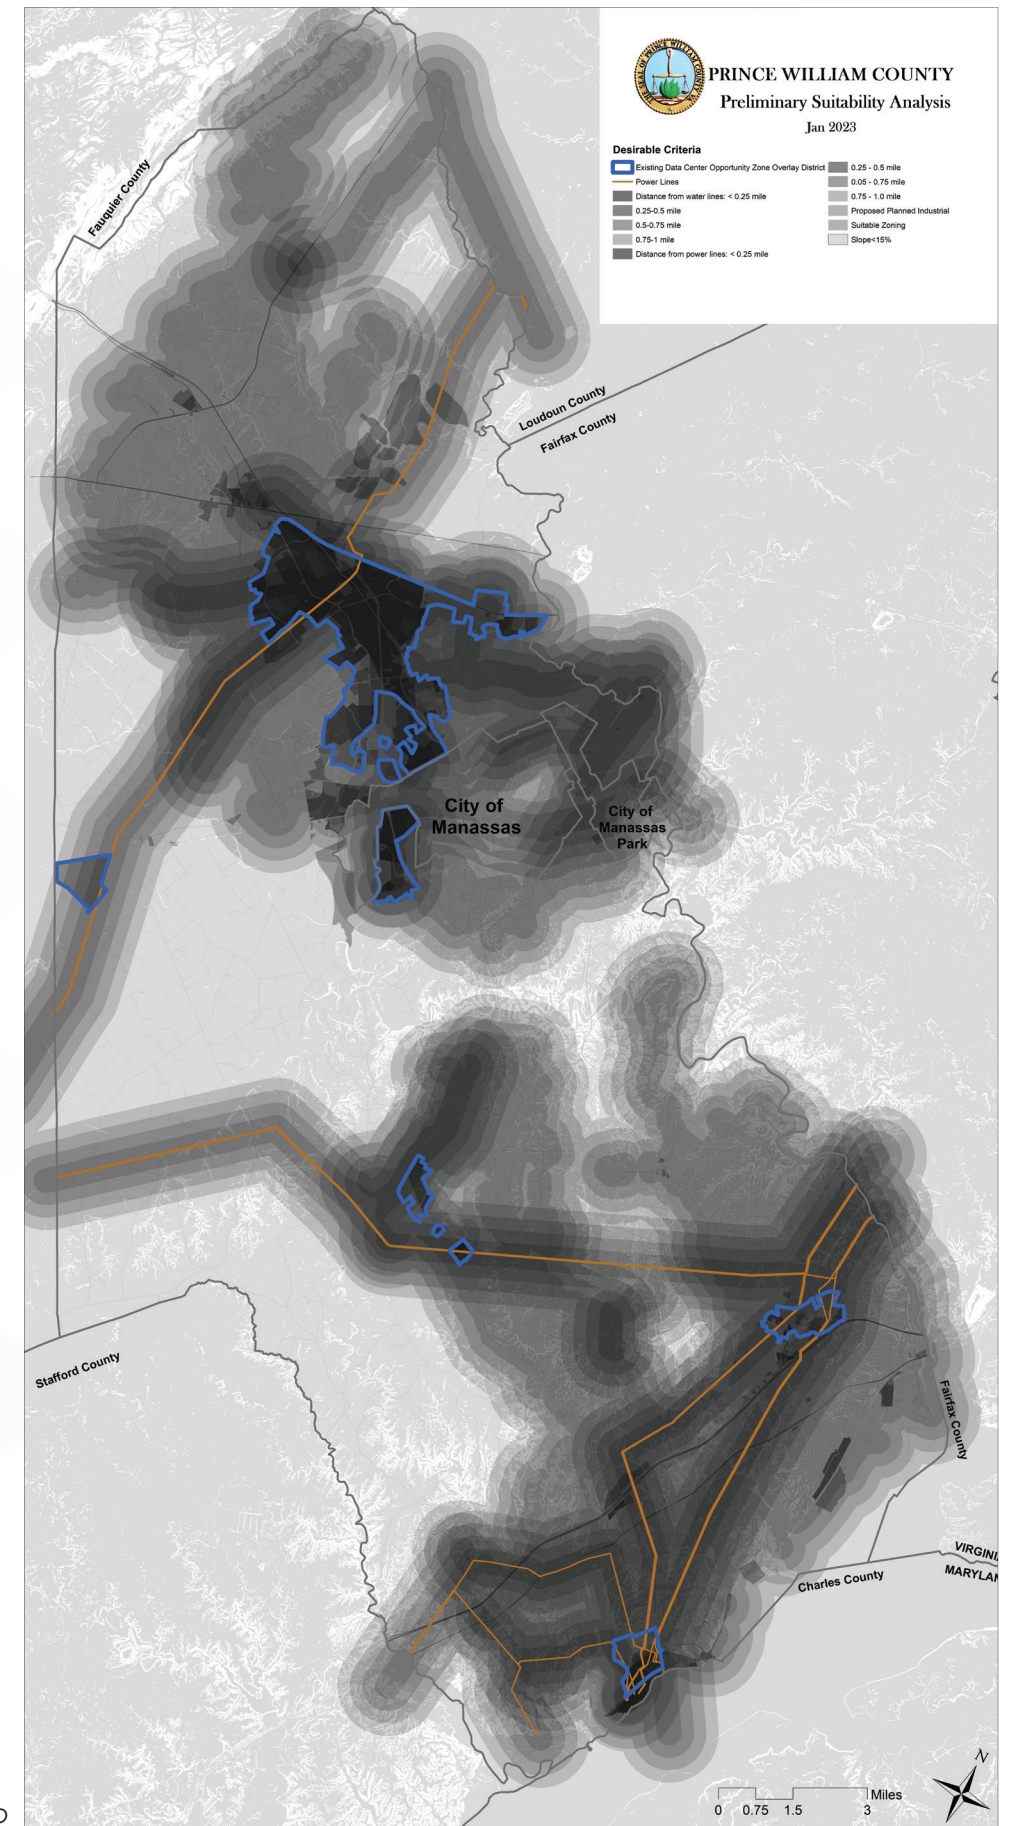 PRINCE WILLIAM COUNTY
Preliminary Suitability Analysis
Jan 2023
Desirable Criteria
Existing Data Center Opportunity Zone Overlay District
Power Lines
Distance from water lines: < 0.25 mile
0.25-0.5 mile
0.5-0.75 mile
0.75-1 mile
Distance from power lines: < 0.25 mile
0.25 - 0.5 mile
0.05 - 0.75 mile
0.75 - 1.0 mile
Proposed Planned Industrial
Suitable Zoning
Slope<15%
Fauquier County
Loudoun County
Fairfax County
City of
Manassas
City of
Manassas
Park
Stafford County
Fairfax County
VIRGINI
MARYLAN
Charles County
N
Miles
0 0.75 1.5 3